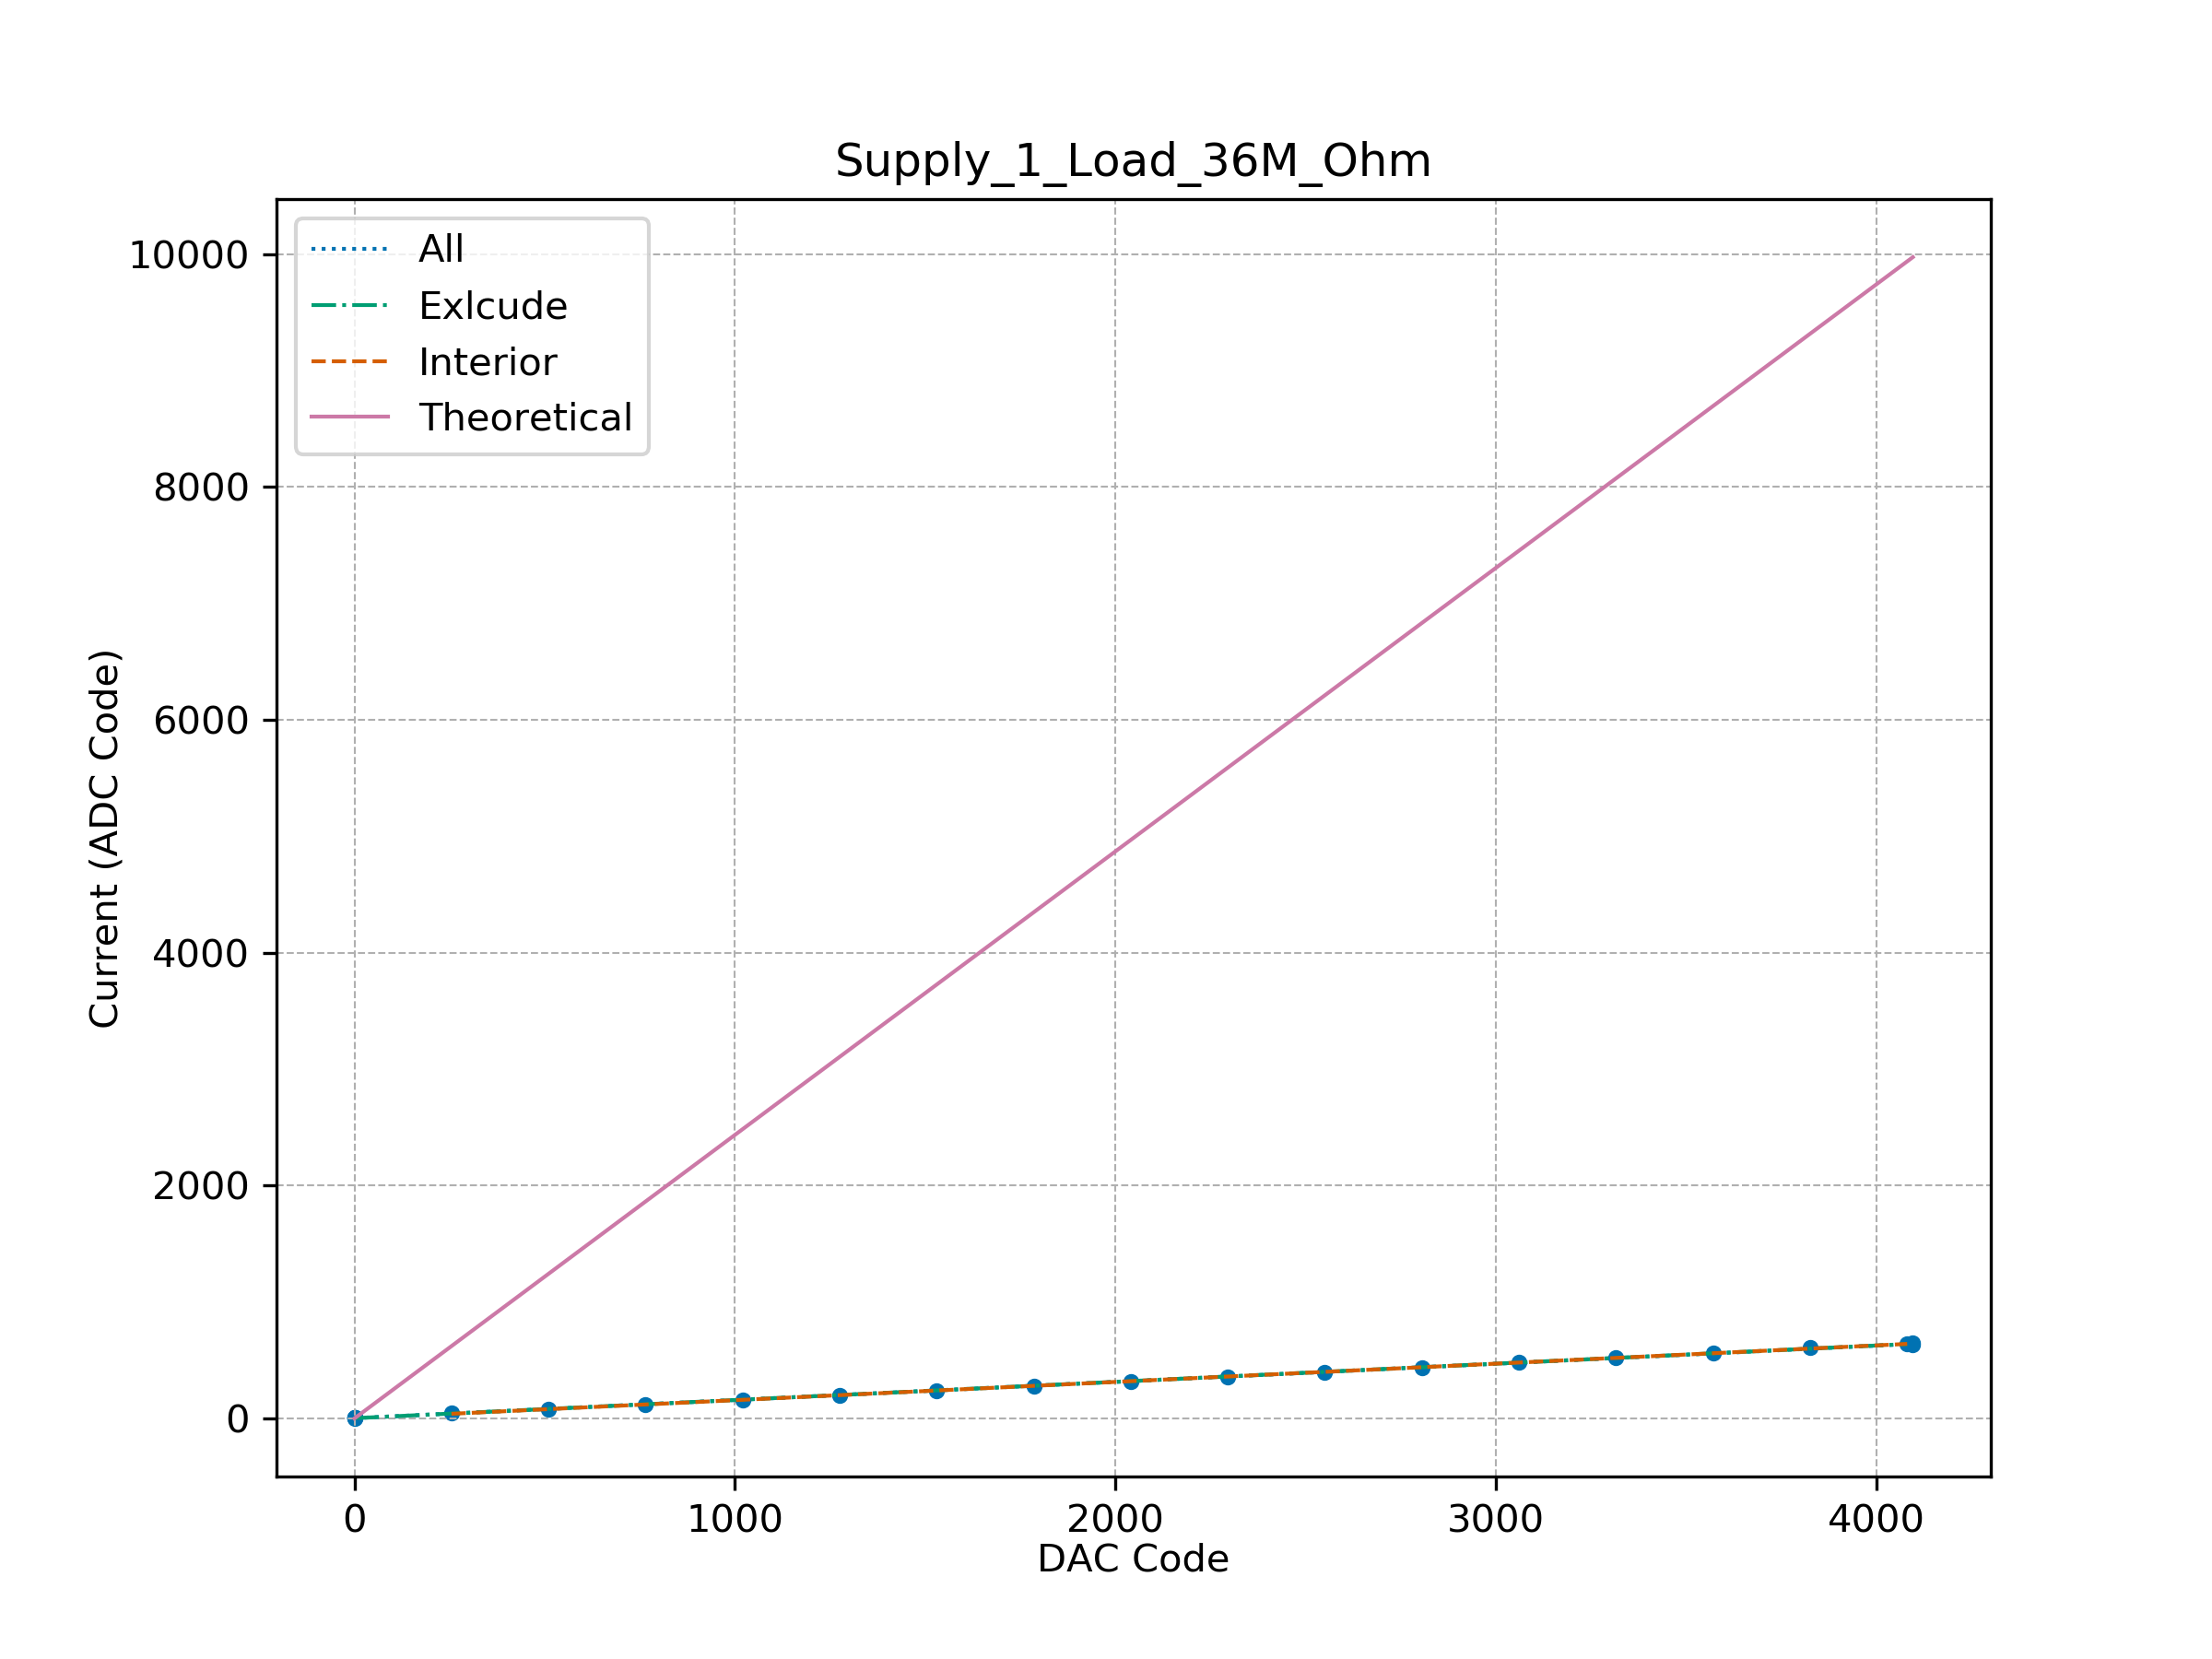 Supply_1_Load_36M_Ohm
All
Exlcude
Interior
Theoretical
Current (ADC Code)
10000
8000
6000
4000
2000
0
0 1000 2000 3000 4000
DAC Code